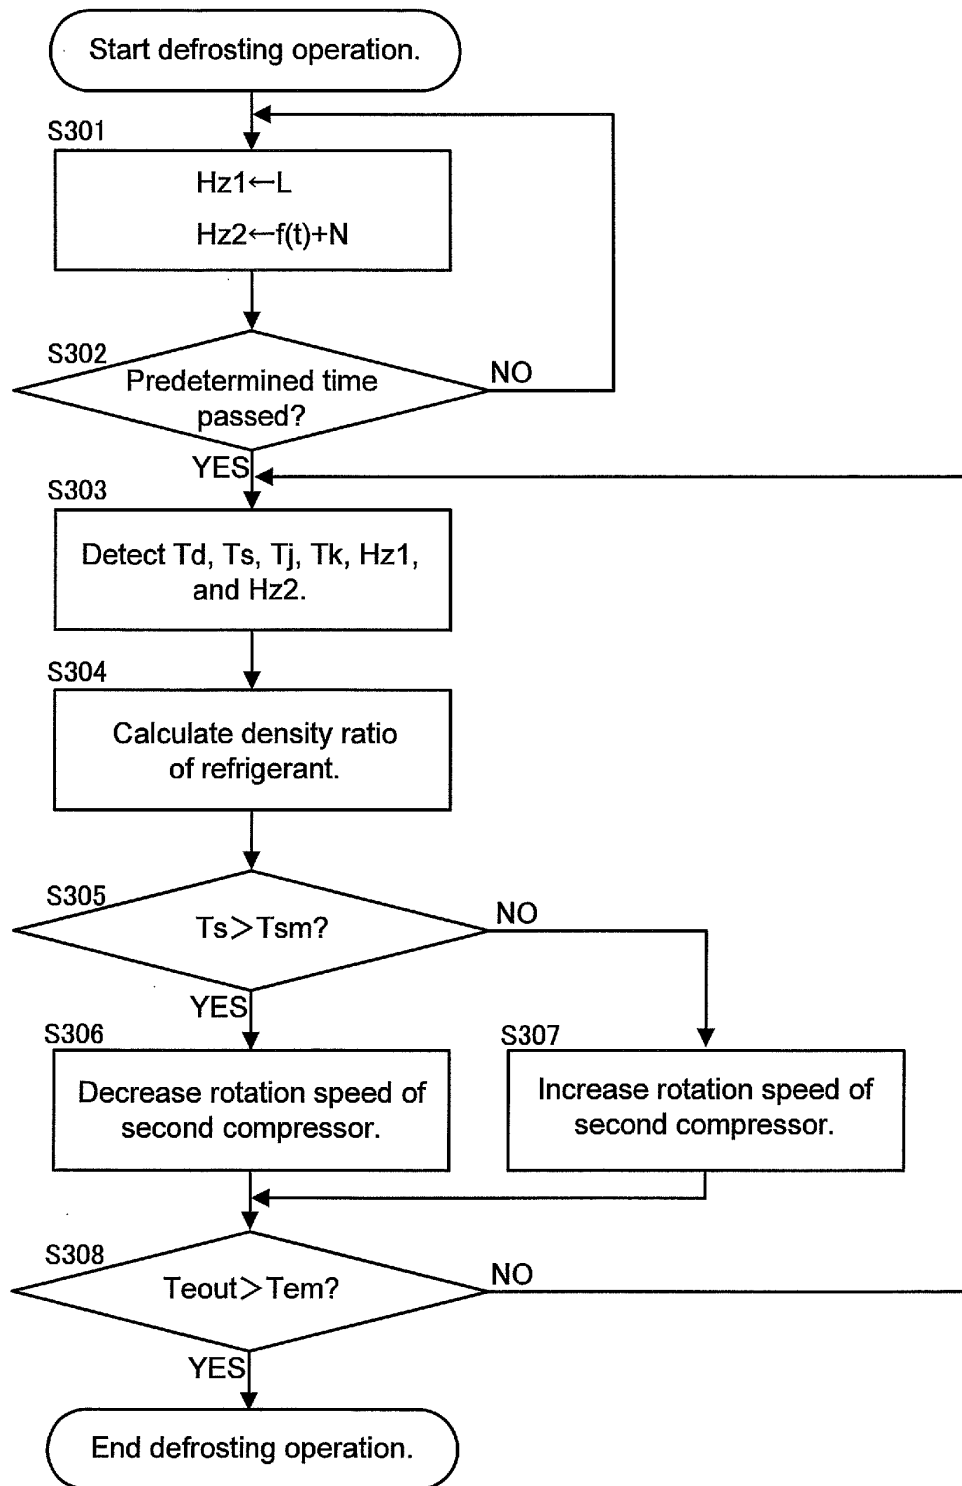 Start defrosting operation.
S301
Hz1←L
Hz2←f(t)+N
S302
Predetermined time
passed?
NO
YES
S303
Detect Td, Ts, Tj, Tk, Hz1,
and Hz2.
S304
Calculate density ratio
of refrigerant.
S305
Ts>Tsm?
NO
YES
S306
Decrease rotation speed of
second compressor.
S307
Increase rotation speed of
second compressor.
S308
Teout>Tem?
NO
YES
End defrosting operation.